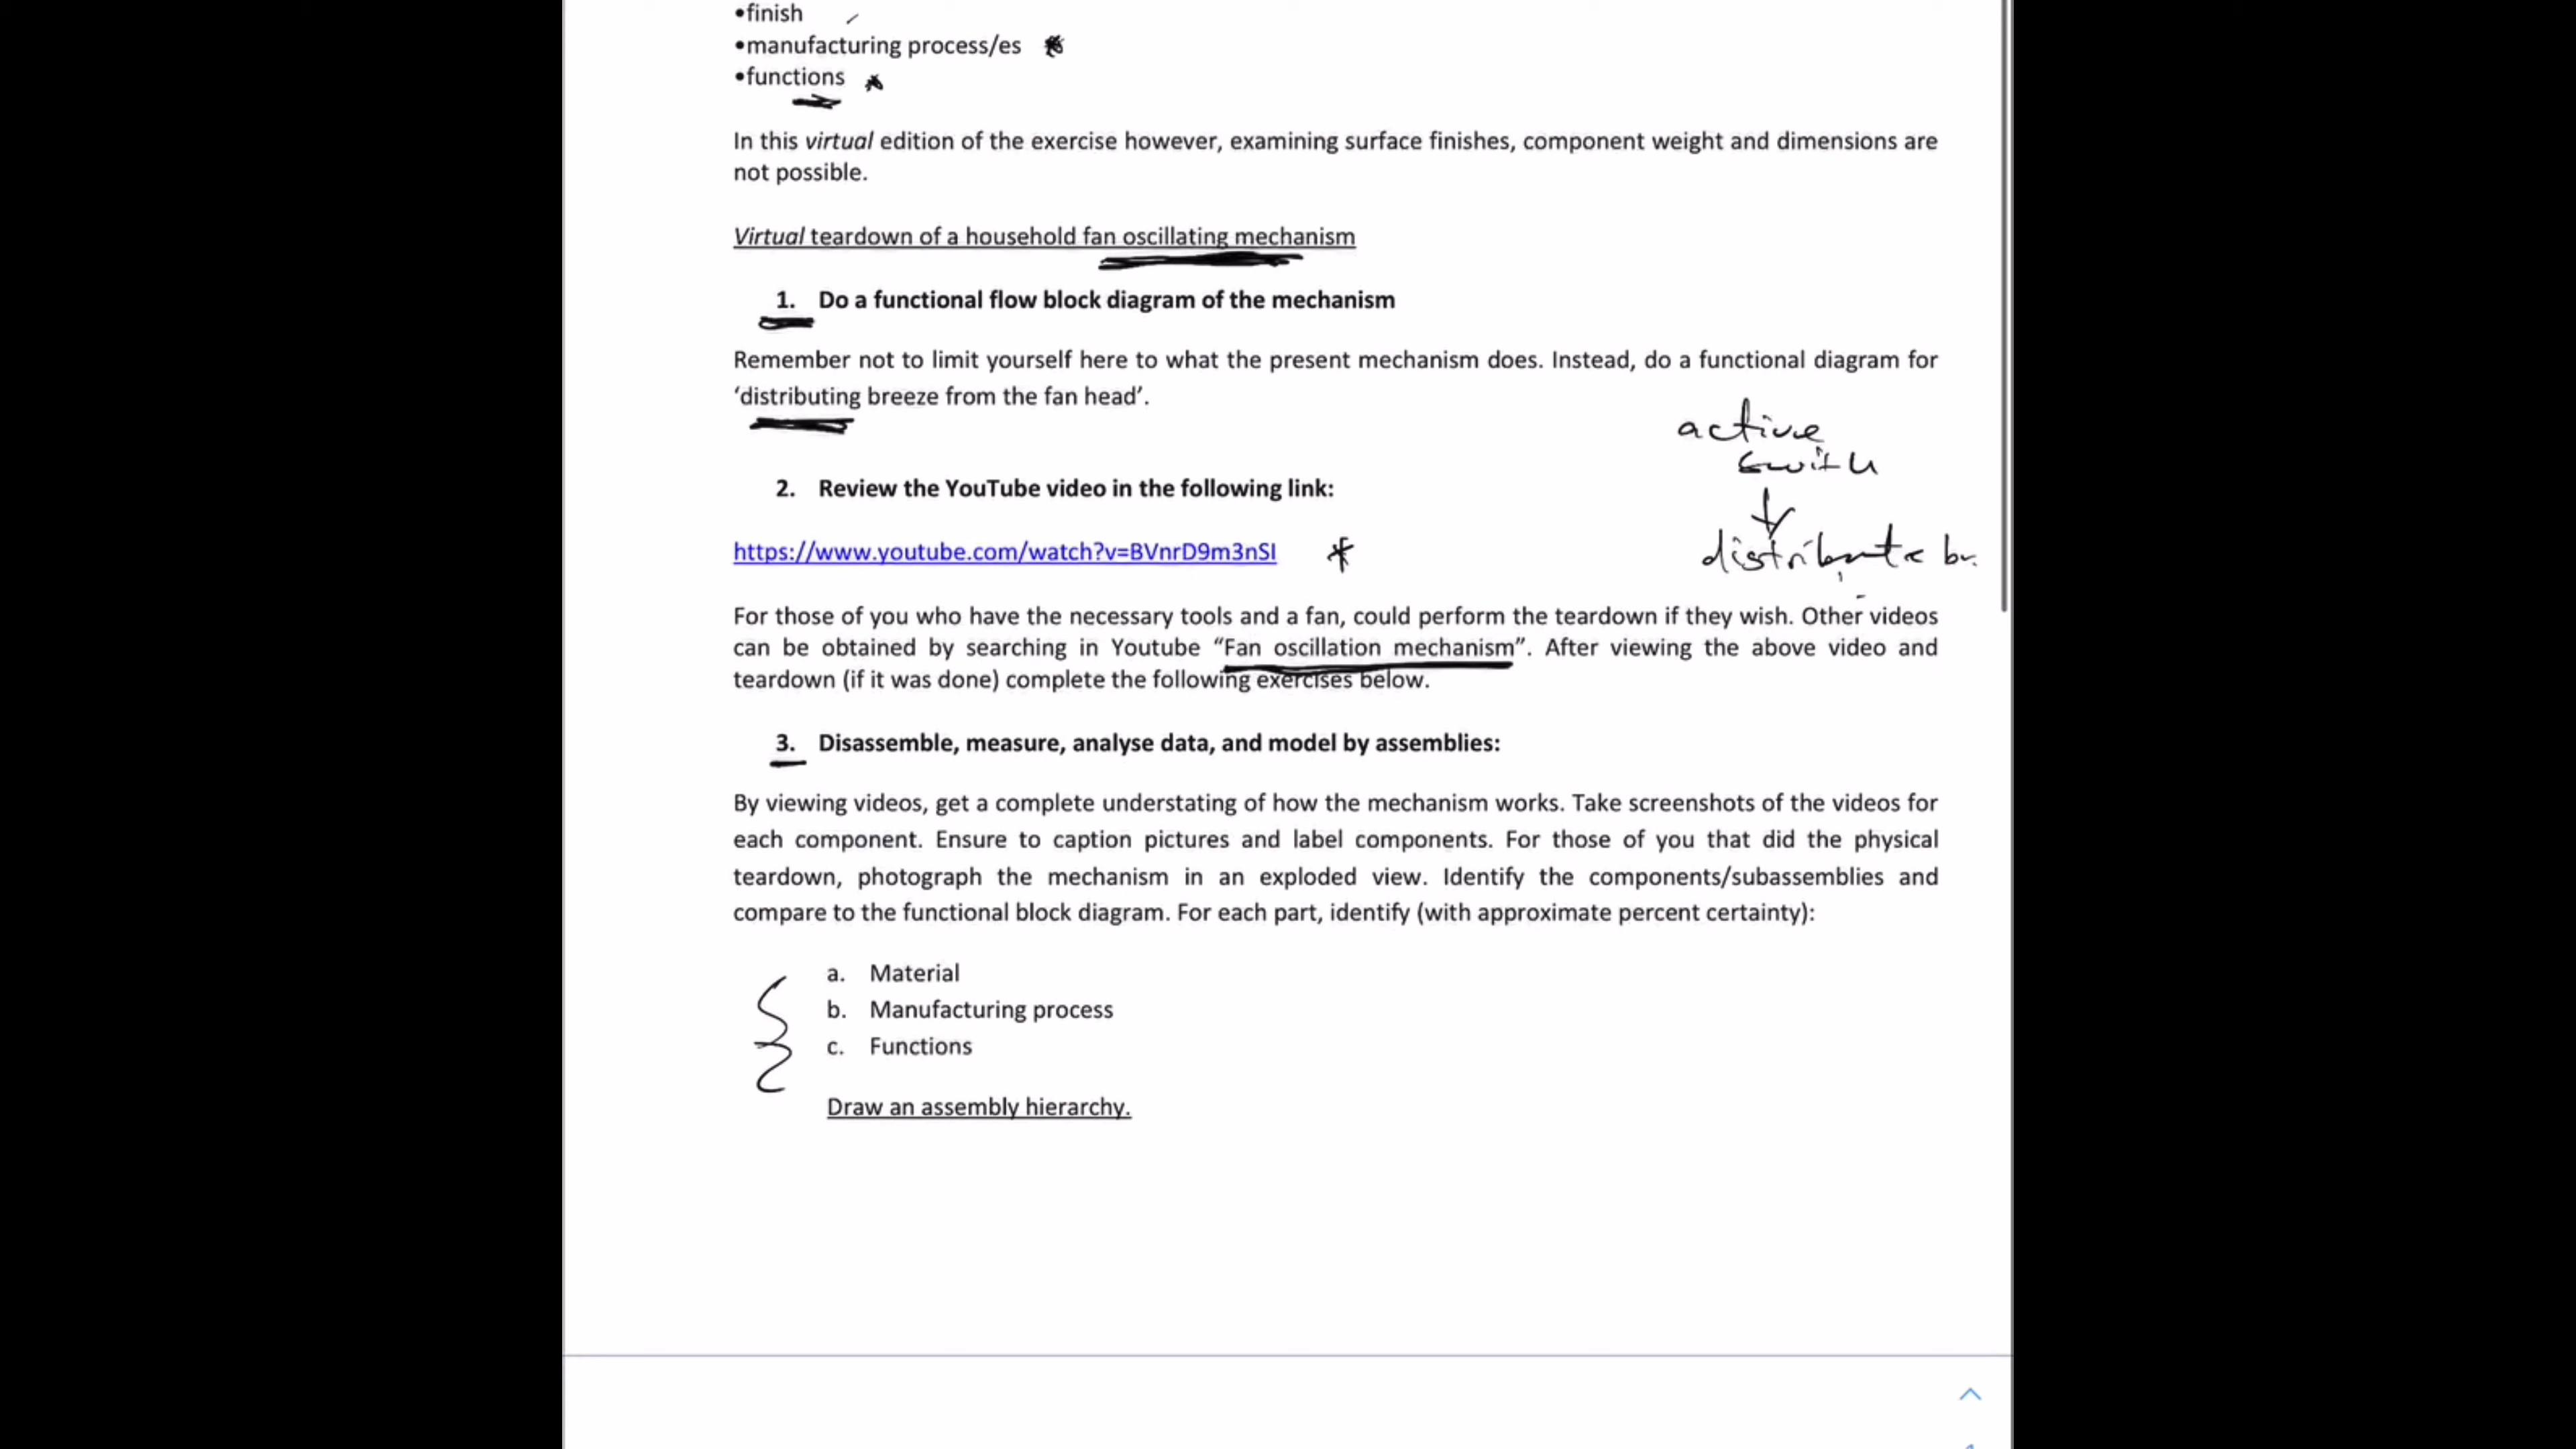 •finish
•manufacturing process/es
•functions
In this virtual edition of the exercise however, examining surface finishes, component weight and dimensions are
not possible.
Virtual teardown of a household fan oscillating mechanism
1. Do a functional flow block diagram of the mechanism
Remember not to limit yourself here to what the present mechanism does. Instead, do a functional diagram for
‘distributing breeze from the fan head’.
active
2. Review the YouTube video in the following link:
https://www.youtube.com/watch?v=BVnrD9m3nSI
distribute
For those of you who have the necessary tools and a fan, could perform the teardown if they wish. Other videos
can be obtained by searching in Youtube “Fan oscillation mechanism”. After viewing the above video and
teardown (if it was done) complete the following exercises below.
3. Disassemble, measure, analyse data, and model by assemblies:
By viewing videos, get a complete understating of how the mechanism works. Take screenshots of the videos for
each component. Ensure to caption pictures and label components. For those of you that did the physical
teardown, photograph the mechanism in an exploded view. Identify the components/subassemblies and
compare to the functional block diagram. For each part, identify (with approximate percent certainty):
a. Material
b. Manufacturing process
c. Functions
Draw an assembly hierarchy.